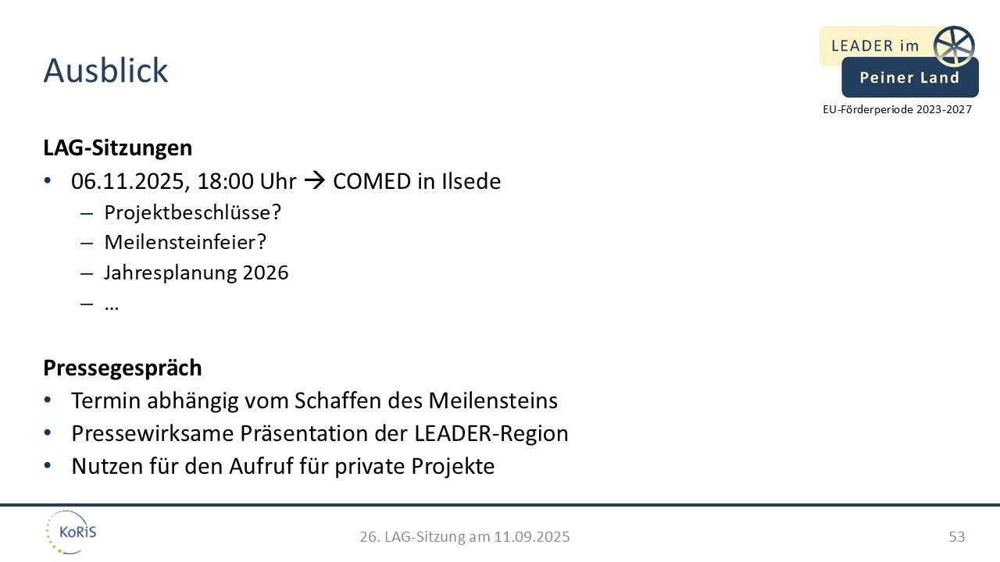 Ausblick
LEADER im
Peiner Land
EU-Förderperiode 2023-2027
LAG-Sitzungen
• 06.11.2025, 18:00 Uhr → COMED in Ilsede
– Projektbeschlüsse?
– Meilensteinfeier?
– Jahresplanung 2026
– …
Pressegespräch
• Termin abhängig vom Schaffen des Meilensteins
• Pressewirksame Präsentation der LEADER-Region
• Nutzen für den Aufruf für private Projekte
KoRiS
26. LAG-Sitzung am 11.09.2025
53